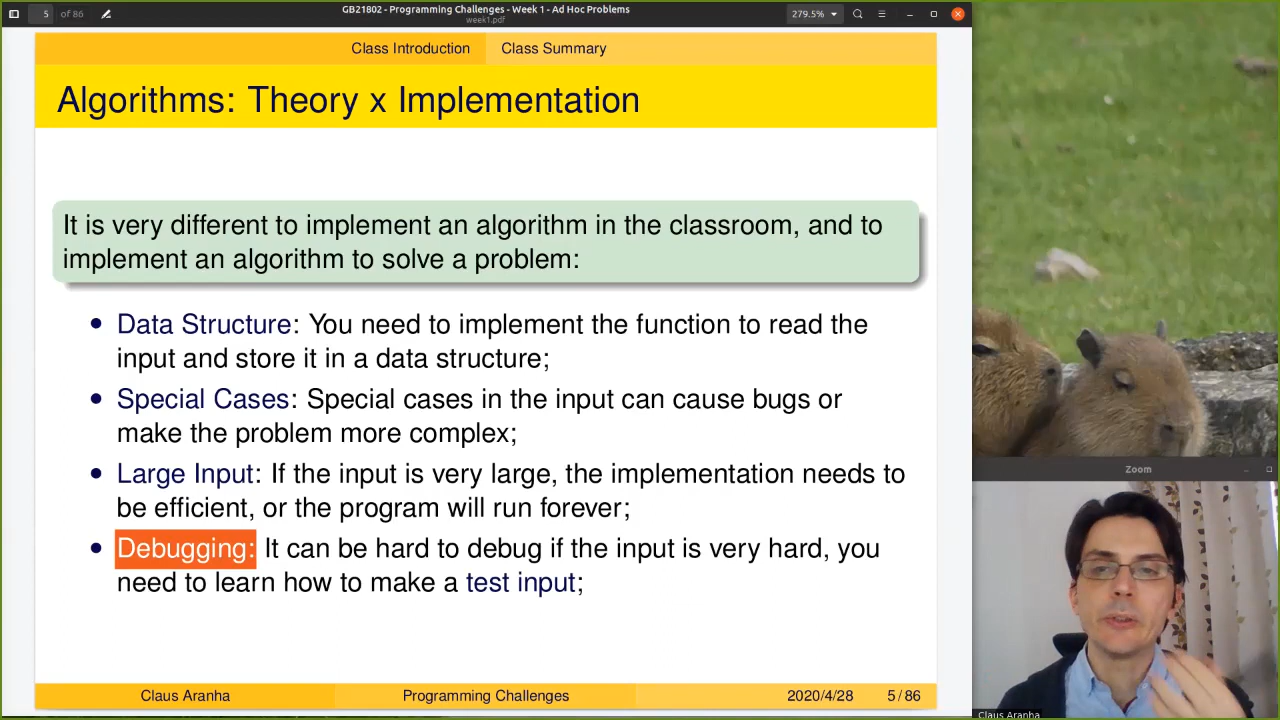 5 of 86
GB21802 - Programming Challenges - Week 1 - Ad Hoc Problems
week1.pdf
279.5%
Class Introduction Class Summary
Algorithms: Theory x Implementation
It is very different to implement an algorithm in the classroom, and to
implement an algorithm to solve a problem:
• Data Structure: You need to implement the function to read the
input and store it in a data structure;
• Special Cases: Special cases in the input can cause bugs or
make the problem more complex;
• Large Input: If the input is very large, the implementation needs to
be efficient, or the program will run forever;
• Debugging: It can be hard to debug if the input is very hard, you
need to learn how to make a test input;
Claus Aranha Programming Challenges 2020/4/28 5 / 86
Zoom
Claus Aranha